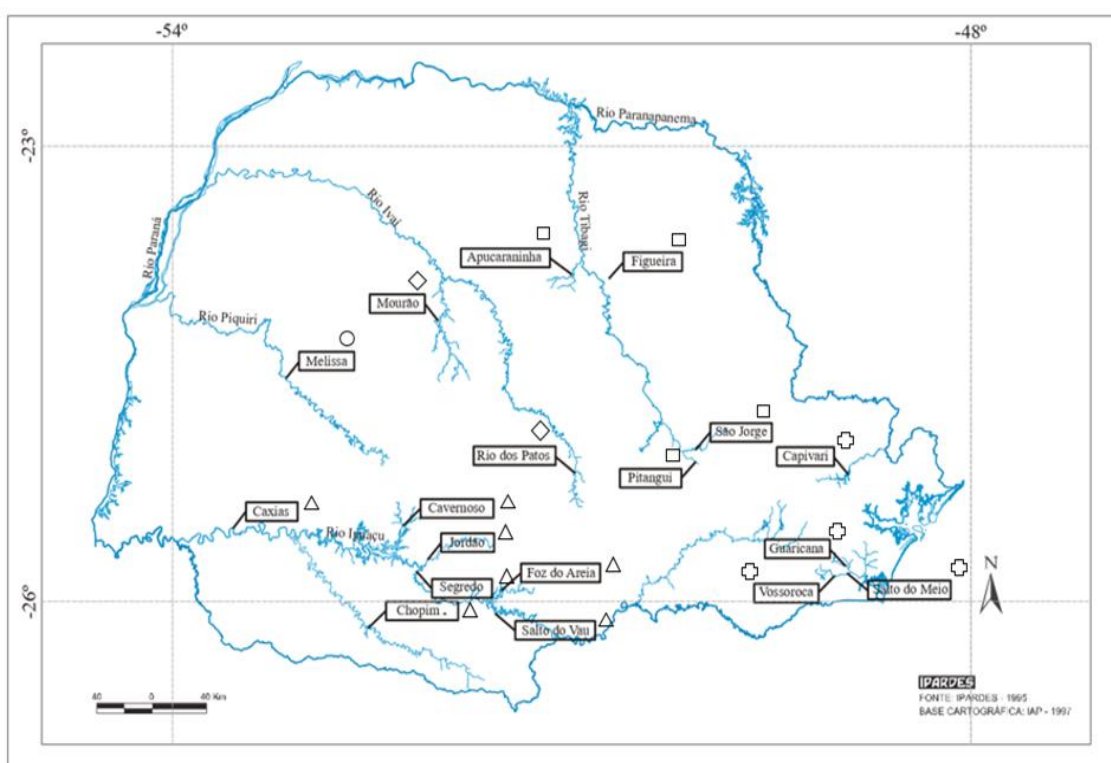 -54º
-48º
-23º
-26º
Rio Paranapanema
Rio Paraná
Rio Ivaí
Rio Tibagi
Apucaraninha
Figueira
Mourão
Rio Piquiri
Melissa
São Jorge
Rio dos Patos
Pitangui
Capivari
Caxias
Cavernoso
Rio Iguaçu
Jordão
Guaricana
Foz do Areia
Segredo
Vossoroca
Salto do Meio
Chopim .
Salto do Vau
N
40 0 40 Km
IPARDES
FONTE: IPARDES - 1995
BASE CARTOGRÁFICA: IAP - 1997